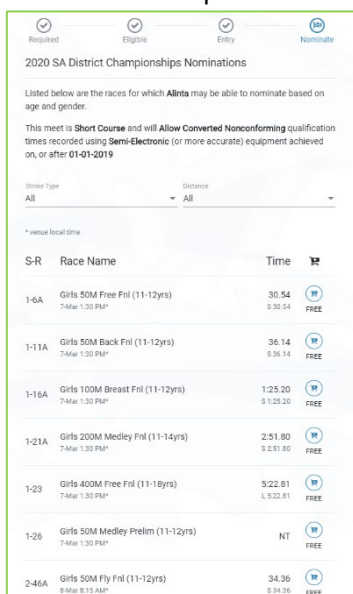 Required Eligible Entry Nominate
2020 SA District Championships Nominations
Listed below are the races for which Alinta may be able to nominate based on
age and gender.
This meet is Short Course and will Allow Converted Nonconforming qualification
times recorded using Semi-Electronic (or more accurate) equipment achieved
on, or after 01-01-2019
Stroke Type Distance
All All
* venue local time
S-R Race Name Time
1-6A Girls 50M Free Fnl (11-12yrs) 30.54
7-Mar 1:30 PM* S 30.54 FREE
1-11A Girls 50M Back Fnl (11-12yrs) 36.14
7-Mar 1:30 PM* S 36.14 FREE
1-16A Girls 100M Breast Fnl (11-12yrs) 1:25.20
7-Mar 1:30 PM* S 1:25.20 FREE
1-21A Girls 200M Medley Fnl (11-14yrs) 2:51.80
7-Mar 1:30 PM* S 2:51.80 FREE
1-23 Girls 400M Free Fnl (11-18yrs) 5:22.81
7-Mar 1:30 PM* L 5:22.81 FREE
1-26 Girls 50M Medley Prelim (11-12yrs) NT
7-Mar 1:30 PM* FREE
2-46A Girls 50M Fly Fnl (11-12yrs) 34.36
8-Mar 8:15 AM* S 34.36 FREE